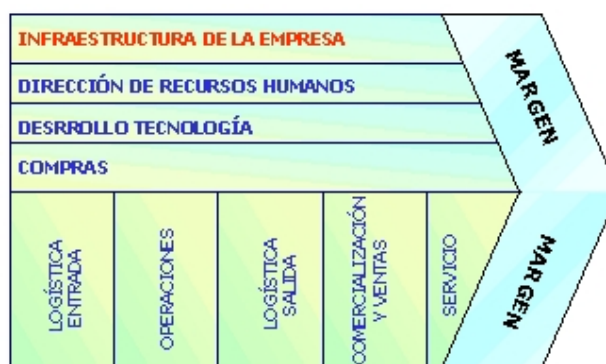 INFRAESTRUCTURA DE LA EMPRESA
DIRECCIÓN DE RECURSOS HUMANOS
DESRROLLO TECNOLOGÍA
COMPRAS
MARGEN
LOGÍSTICA
ENTRADA
OPERACIONES
LOGÍSTICA
SALIDA
COMERCIALIZACIÓN
Y VENTAS
SERVICIO
MARGEN